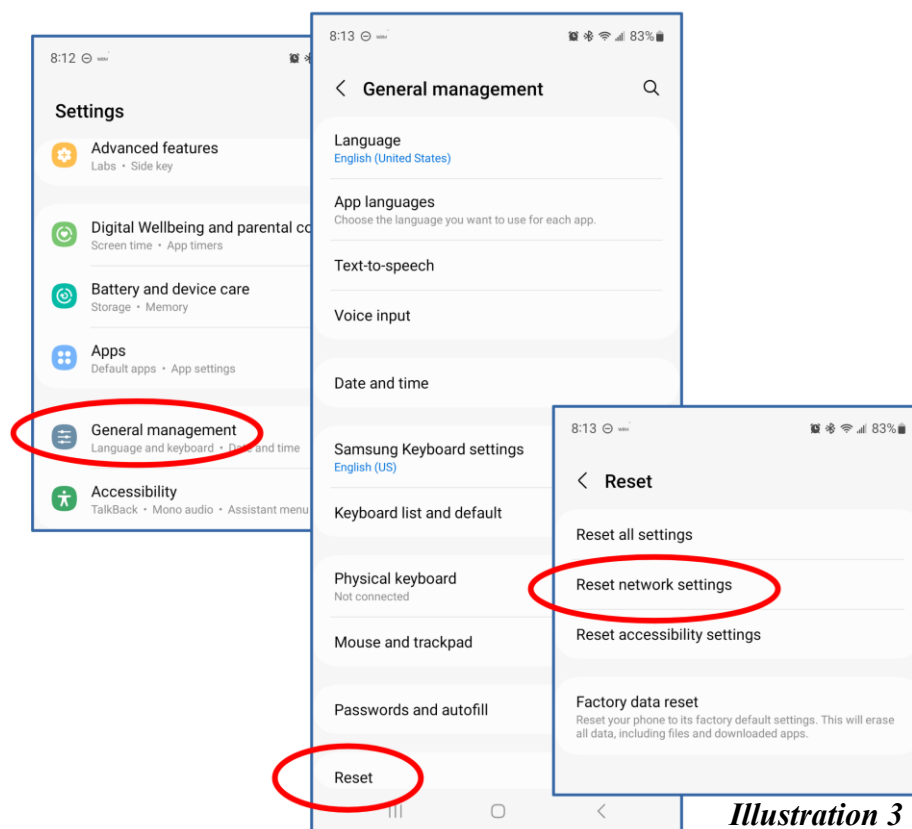 8:12
Settings
Advanced features
Labs • Side key
Digital Wellbeing and parental co
Screen time • App timers
Battery and device care
Storage • Memory
Apps
Default apps • App settings
General management
Language and keyboard • Date and time
Accessibility
TalkBack • Mono audio • Assistant menu
8:13
83%
General management
Language
English (United States)
App languages
Choose the language you want to use for each app.
Text-to-speech
Voice input
Date and time
Samsung Keyboard settings
English (US)
Keyboard list and default
Physical keyboard
Not connected
Mouse and trackpad
Passwords and autofill
Reset
8:13
83%
Reset
Reset all settings
Reset network settings
Reset accessibility settings
Factory data reset
Reset your phone to its factory default settings. This will erase
all data, including files and downloaded apps.
Illustration 3